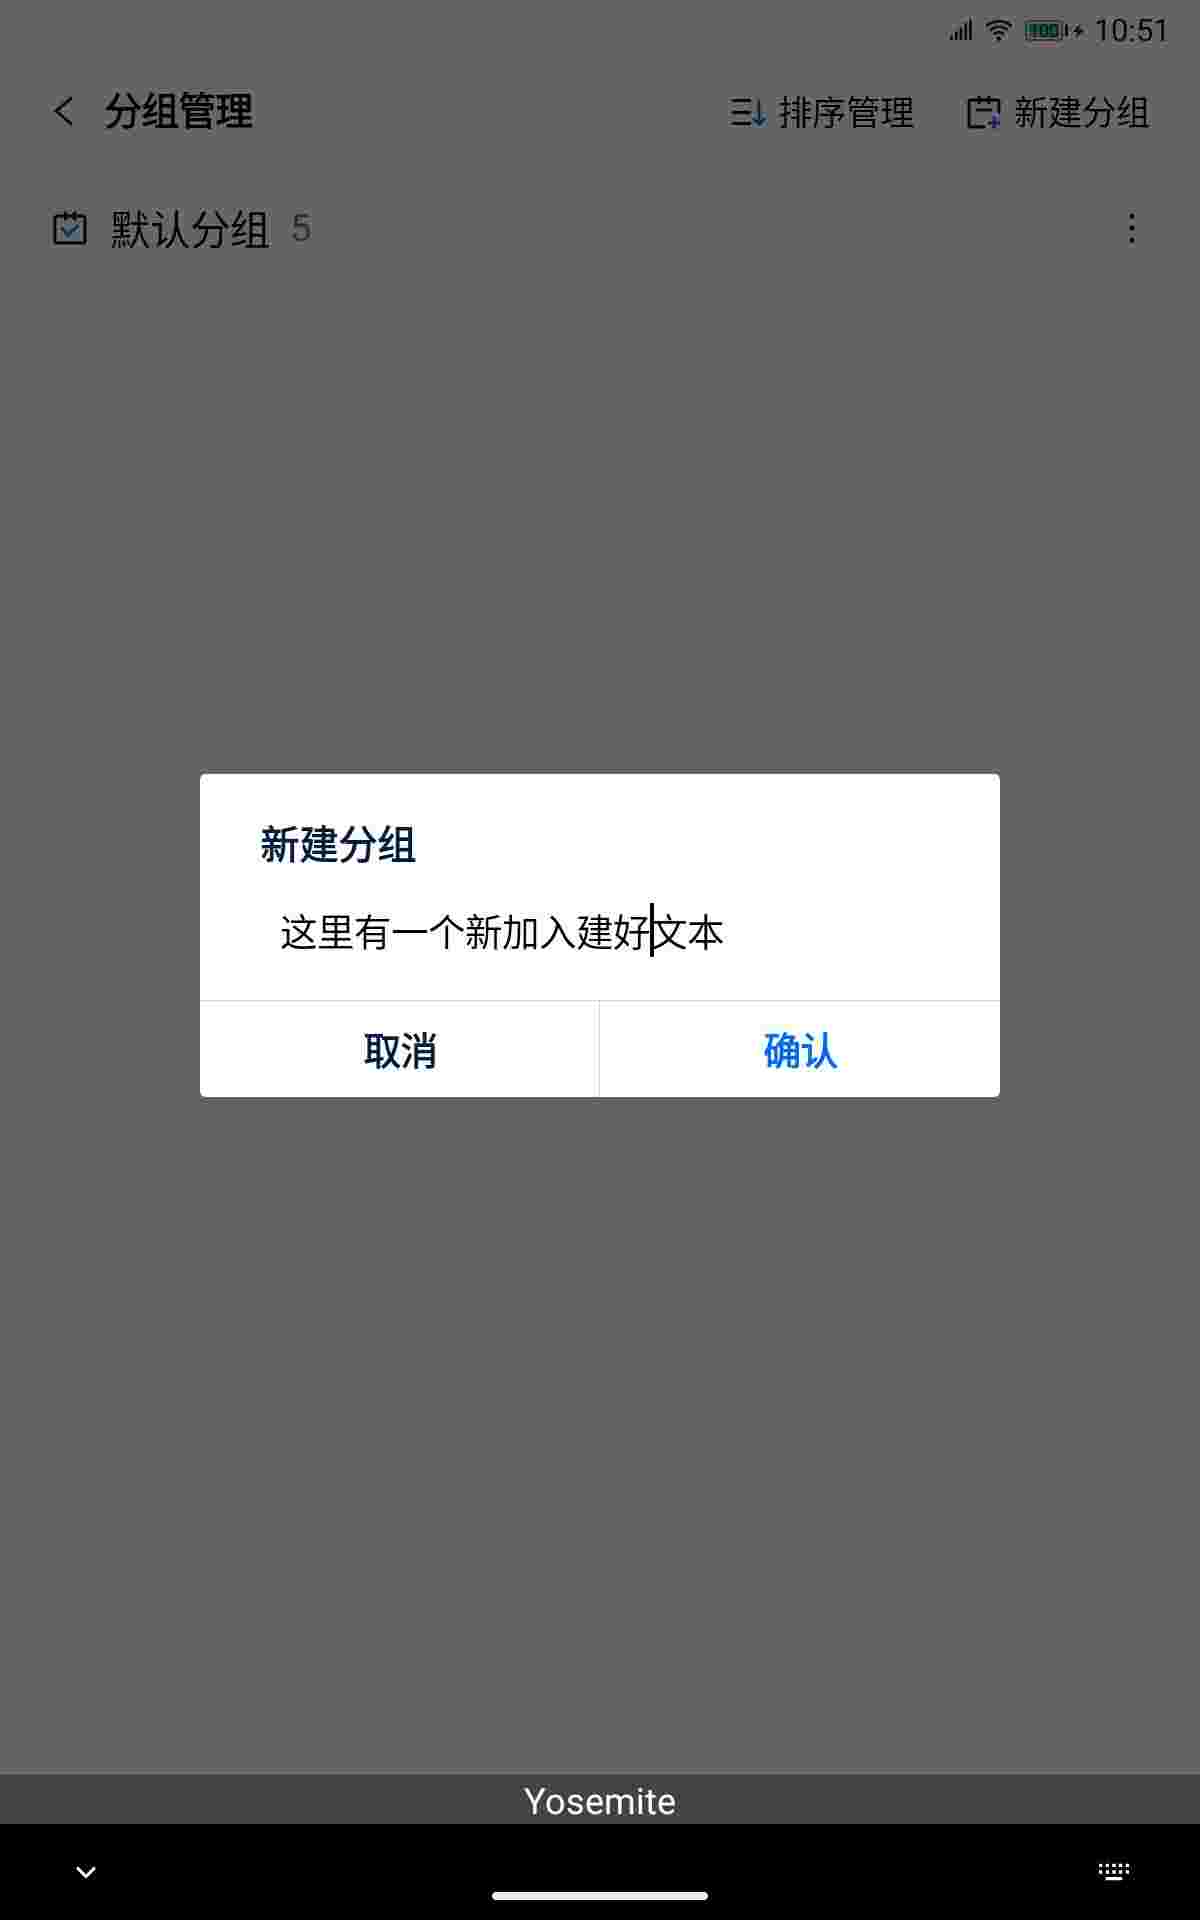 100 10:51
分组管理 排序管理 新建分组
默认分组 5
新建分组
这里有一个新加入建好文本
取消 确认
Yosemite